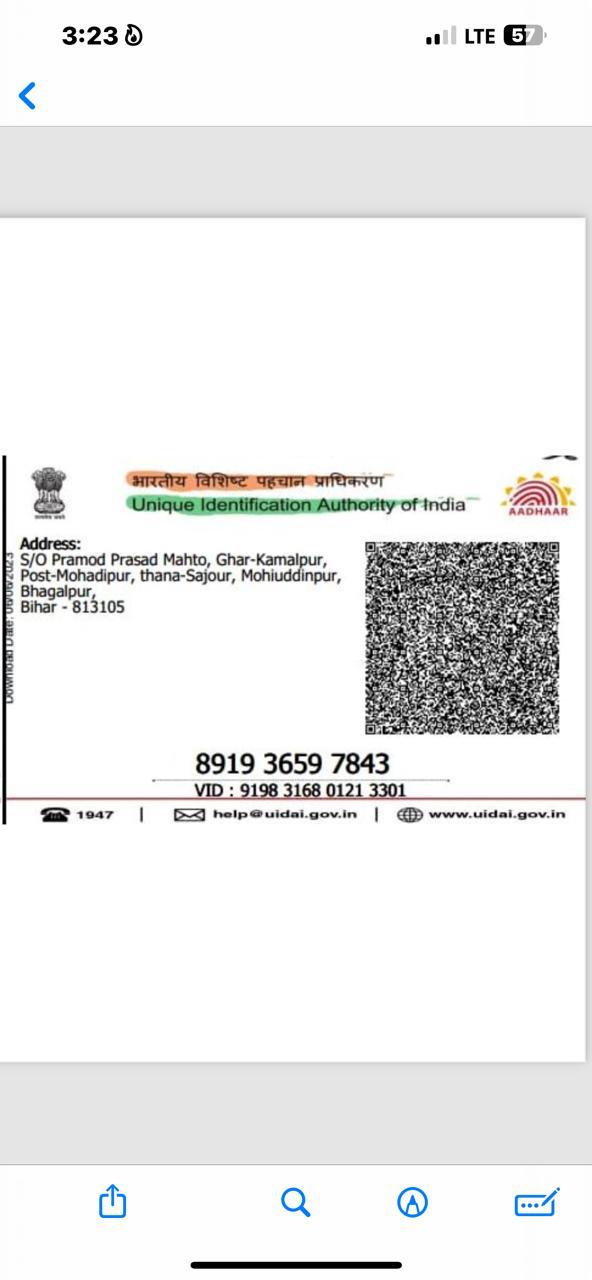 3:23
LTE 57
भारतीय विशिष्ट पहचान प्राधिकरण
Unique Identification Authority of India
AADHAAR
Address:
S/O Pramod Prasad Mahto, Ghar-Kamalpur,
Post-Mohadipur, thana-Sajour, Mohiuddinpur,
Bhagalpur,
Bihar - 813105
Download Date:
8919 3659 7843
VID : 9198 3168 0121 3301
1947 | help@uidai.gov.in | www.uidai.gov.in